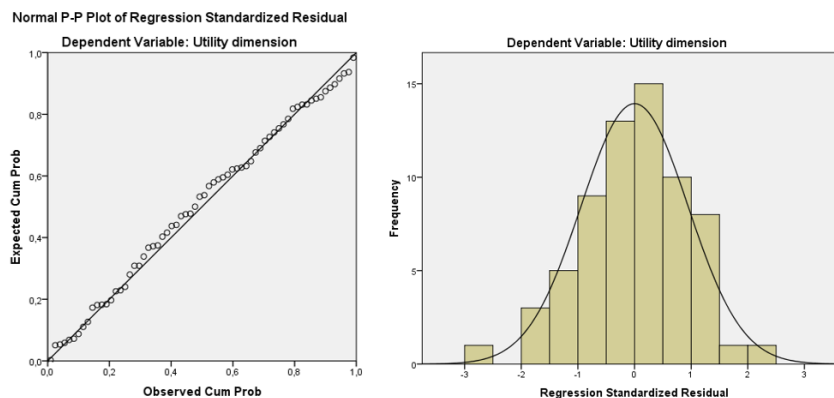 Normal P-P Plot of Regression Standardized Residual
Dependent Variable: Utility dimension
1,0
0,8
0,6
0,4
0,2
0,0
Expected Cum Prob
0,0 0,2 0,4 0,6 0,8 1,0
Observed Cum Prob
Dependent Variable: Utility dimension
15
10
5
0
Frequency
-3 -2 -1 0 1 2 3
Regression Standardized Residual